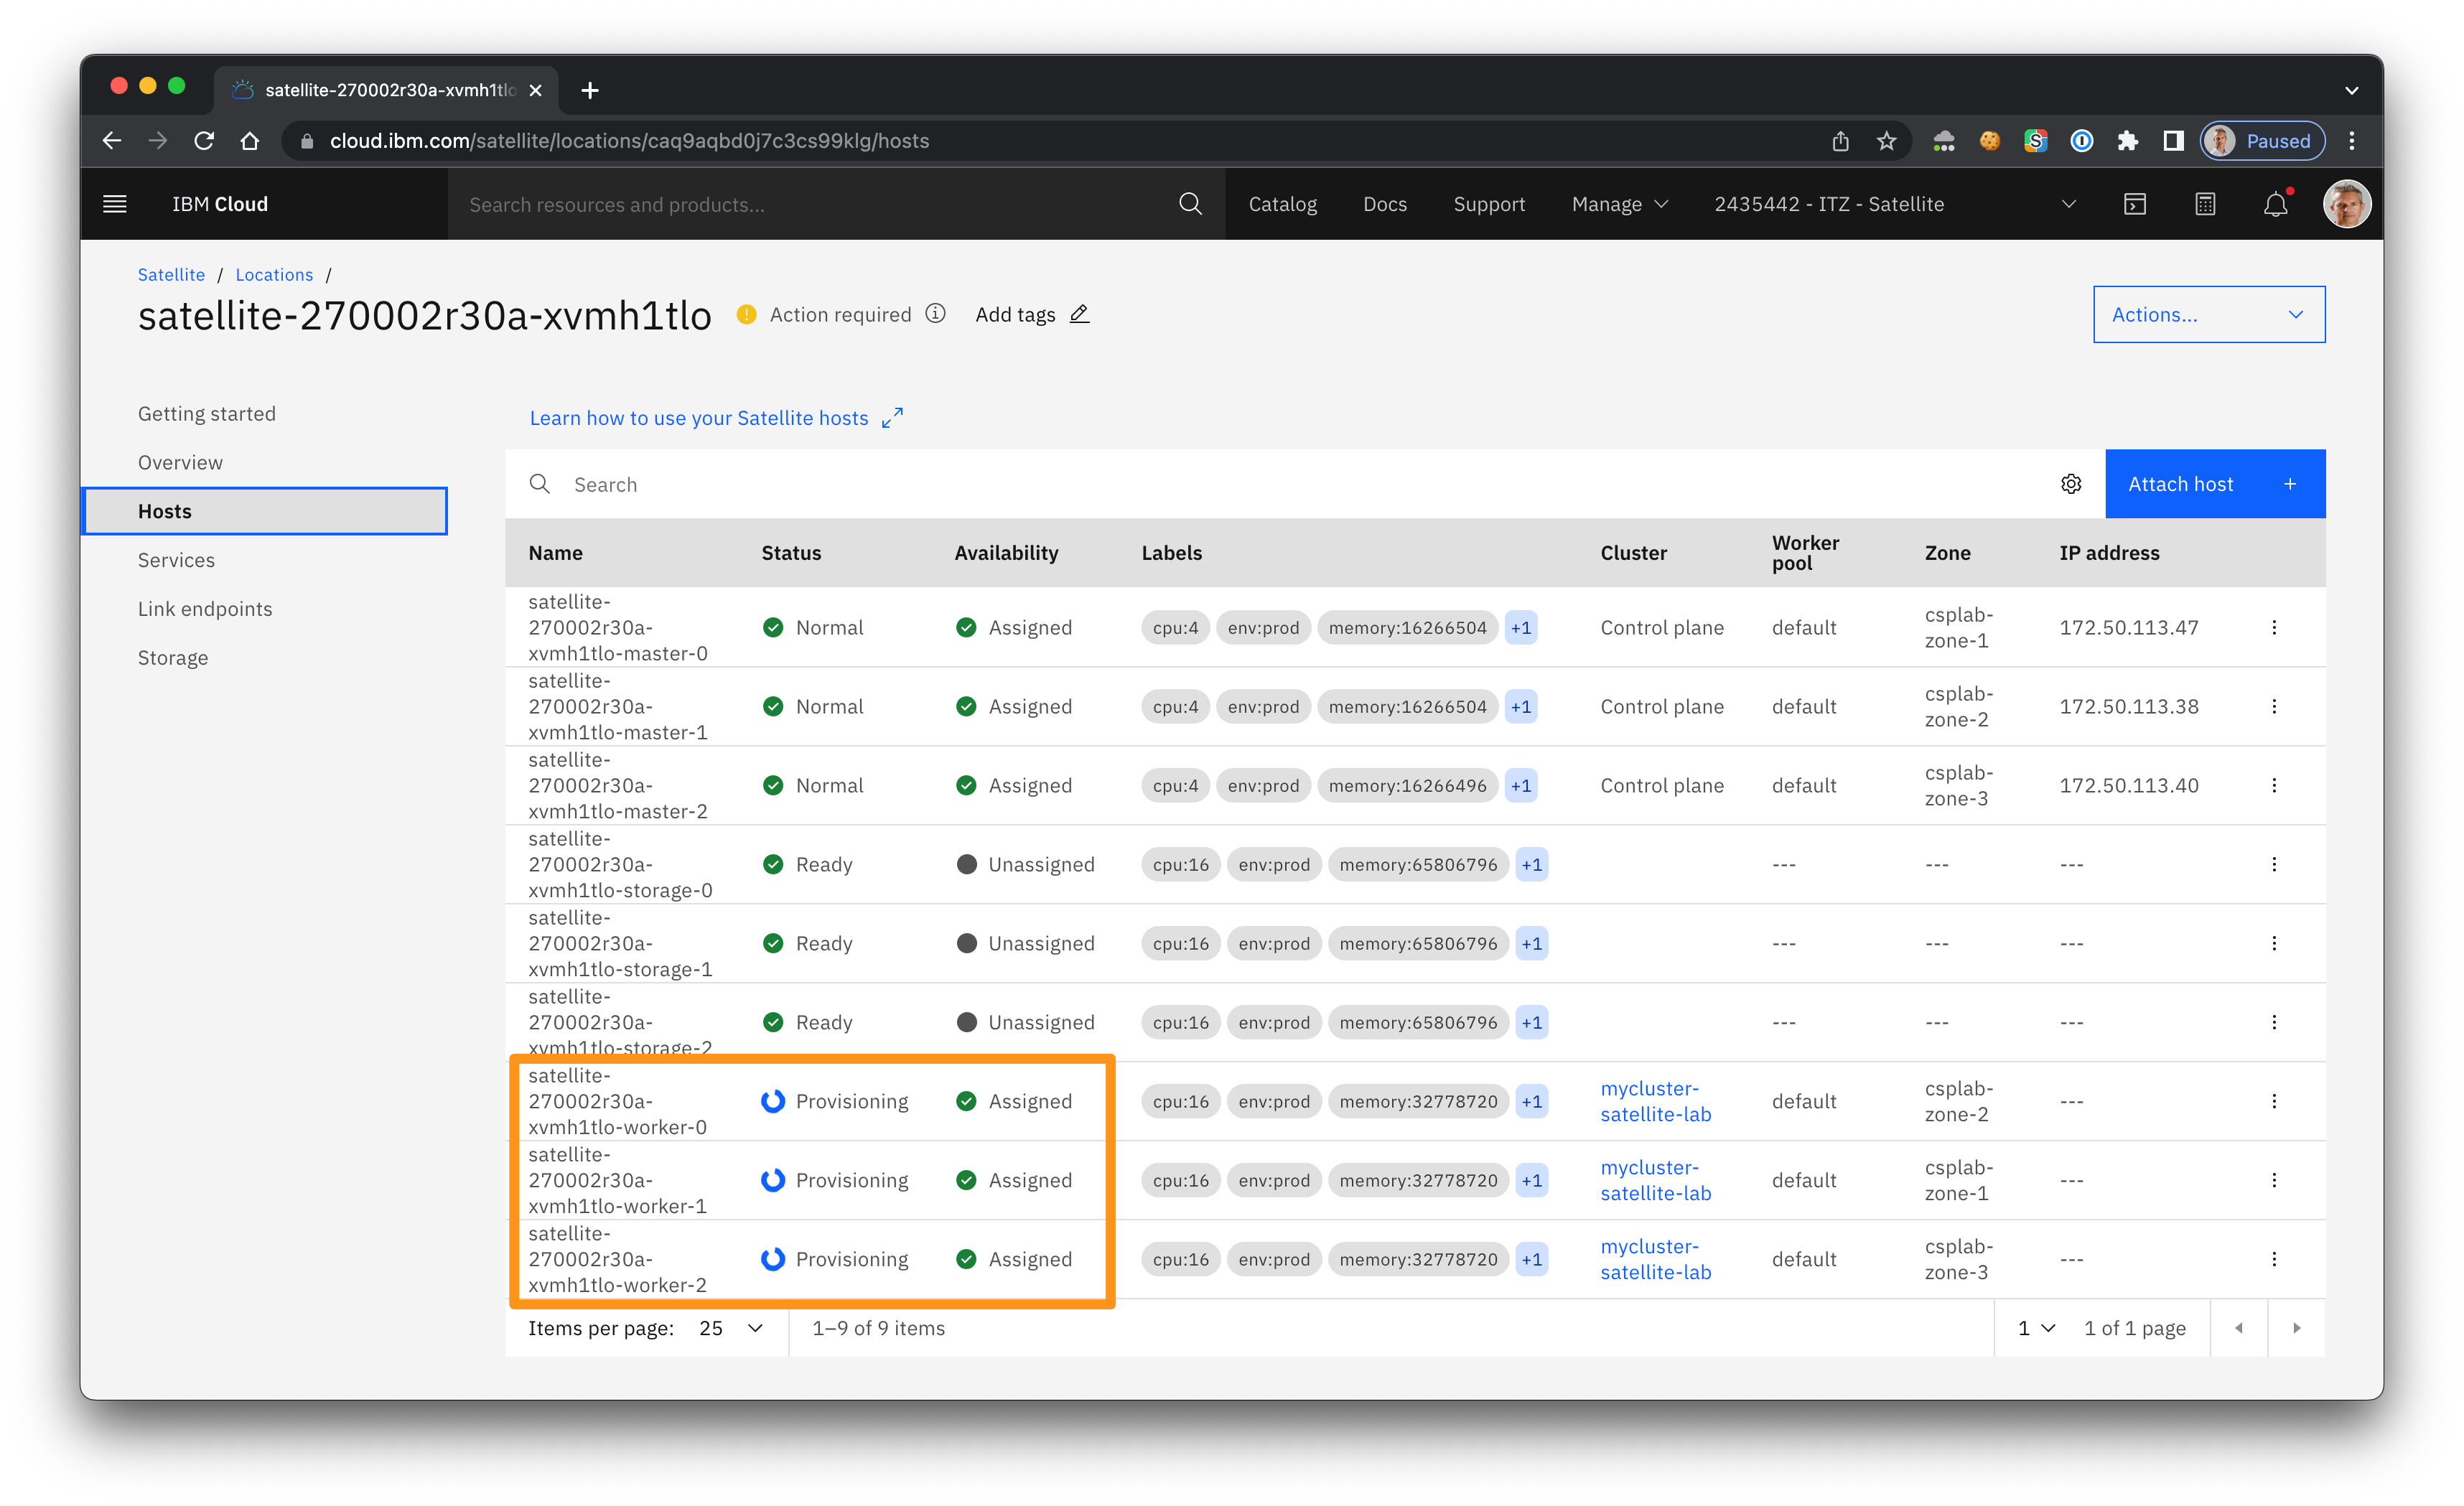 satellite-270002r30a-xvmh1tlo
cloud.ibm.com/satellite/locations/caq9aqbd0j7c3cs99klg/hosts
Paused
IBM Cloud
Search resources and products...
Catalog
Docs
Support
Manage
2435442 - ITZ - Satellite
Satellite / Locations /
satellite-270002r30a-xvmh1tlo
Action required
Add tags
Actions...
Getting started
Overview
Hosts
Services
Link endpoints
Storage
Learn how to use your Satellite hosts
Search
Attach host +
Name Status Availability Labels Cluster Worker pool Zone IP address
satellite-
270002r30a-
xvmh1tlo-master-0
Normal Assigned cpu:4 env:prod memory:16266504 +1 Control plane default
csplab-
zone-1
172.50.113.47
satellite-
270002r30a-
xvmh1tlo-master-1
Normal Assigned cpu:4 env:prod memory:16266504 +1 Control plane default
csplab-
zone-2
172.50.113.38
satellite-
270002r30a-
xvmh1tlo-master-2
Normal Assigned cpu:4 env:prod memory:16266496 +1 Control plane default
csplab-
zone-3
172.50.113.40
satellite-
270002r30a-
xvmh1tlo-storage-0
Ready Unassigned cpu:16 env:prod memory:65806796 +1 --- --- ---
satellite-
270002r30a-
xvmh1tlo-storage-1
Ready Unassigned cpu:16 env:prod memory:65806796 +1 --- --- ---
satellite-
270002r30a-
xvmh1tlo-storage-2
Ready Unassigned cpu:16 env:prod memory:65806796 +1 --- --- ---
satellite-
270002r30a-
xvmh1tlo-worker-0
Provisioning Assigned cpu:16 env:prod memory:32778720 +1
mycluster-
satellite-lab
default
csplab-
zone-2
---
satellite-
270002r30a-
xvmh1tlo-worker-1
Provisioning Assigned cpu:16 env:prod memory:32778720 +1
mycluster-
satellite-lab
default
csplab-
zone-1
---
satellite-
270002r30a-
xvmh1tlo-worker-2
Provisioning Assigned cpu:16 env:prod memory:32778720 +1
mycluster-
satellite-lab
default
csplab-
zone-3
---
Items per page: 25
1–9 of 9 items
1
1 of 1 page